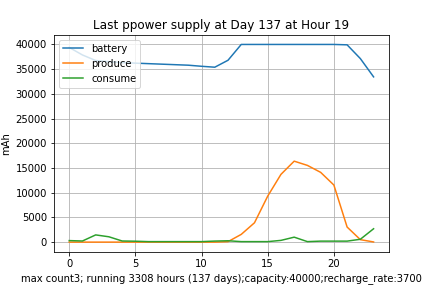 Last ppower supply at Day 137 at Hour 19
40000
35000
30000
25000
20000
15000
10000
5000
0
mAh
battery
produce
consume
0
5
10
15
20
max count3; running 3308 hours (137 days);capacity:40000;recharge_rate:3700